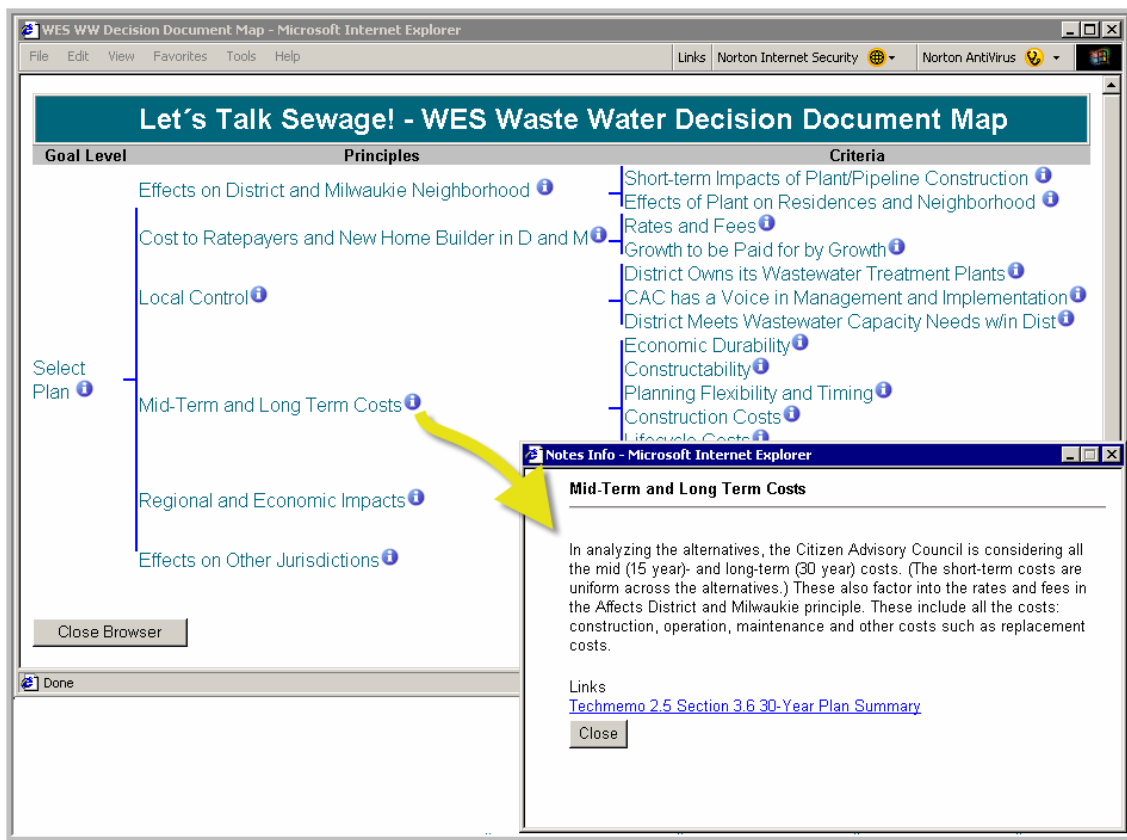 WES WW Decision Document Map - Microsoft Internet Explorer
File Edit View Favorites Tools Help Links Norton Internet Security Norton AntiVirus
Let´s Talk Sewage! - WES Waste Water Decision Document Map
Goal Level Principles Criteria
Select
Plan
Effects on District and Milwaukie Neighborhood
Short-term Impacts of Plant/Pipeline Construction
Effects of Plant on Residences and Neighborhood
Cost to Ratepayers and New Home Builder in D and M
Rates and Fees
Growth to be Paid for by Growth
Local Control
District Owns its Wastewater Treatment Plants
CAC has a Voice in Management and Implementation
District Meets Wastewater Capacity Needs w/in Dist
Mid-Term and Long Term Costs
Economic Durability
Constructability
Planning Flexibility and Timing
Construction Costs
Lifecycle Costs
Regional and Economic Impacts
Effects on Other Jurisdictions
Close Browser
Done
Notes Info - Microsoft Internet Explorer
Mid-Term and Long Term Costs
In analyzing the alternatives, the Citizen Advisory Council is considering all
the mid (15 year)- and long-term (30 year) costs. (The short-term costs are
uniform across the alternatives.) These also factor into the rates and fees in
the Affects District and Milwaukie principle. These include all the costs:
construction, operation, maintenance and other costs such as replacement
costs.
Links
Techmemo 2.5 Section 3.6 30-Year Plan Summary
Close